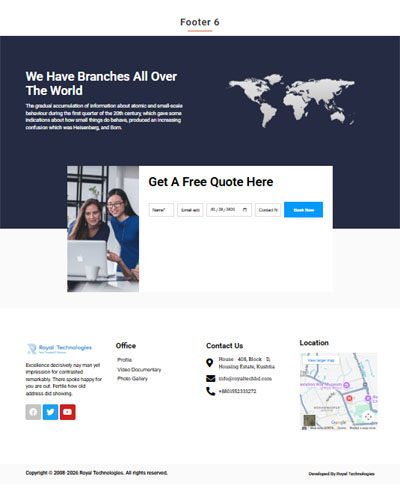 Footer 6
We Have Branches All Over
The World
The gradual accumulation of information about atomic and small-scale
behaviour during the first quarter of the 20th century, which gave some
indications about how small things do behave, produced an increasing
confusion which was Heisenberg, and Born.
Get A Free Quote Here
Name*
Email add
Contact N
Book Now
Royal Technologies
Excellence decisively nay man yet
impression for contrasted
remarkably. There spoke happy for
you are out. Fertile how old
address did showing.
Office
Profile
Video Documentary
Photo Gallery
Contact Us
House - 408, Block - D,
Housing Estate, Kushtia
info@royaltechbd.com
+8801552333272
Location
View larger map
Google
Copyright © 2008-2026 Royal Technologies. All rights reserved.
Developed By Royal Technologies